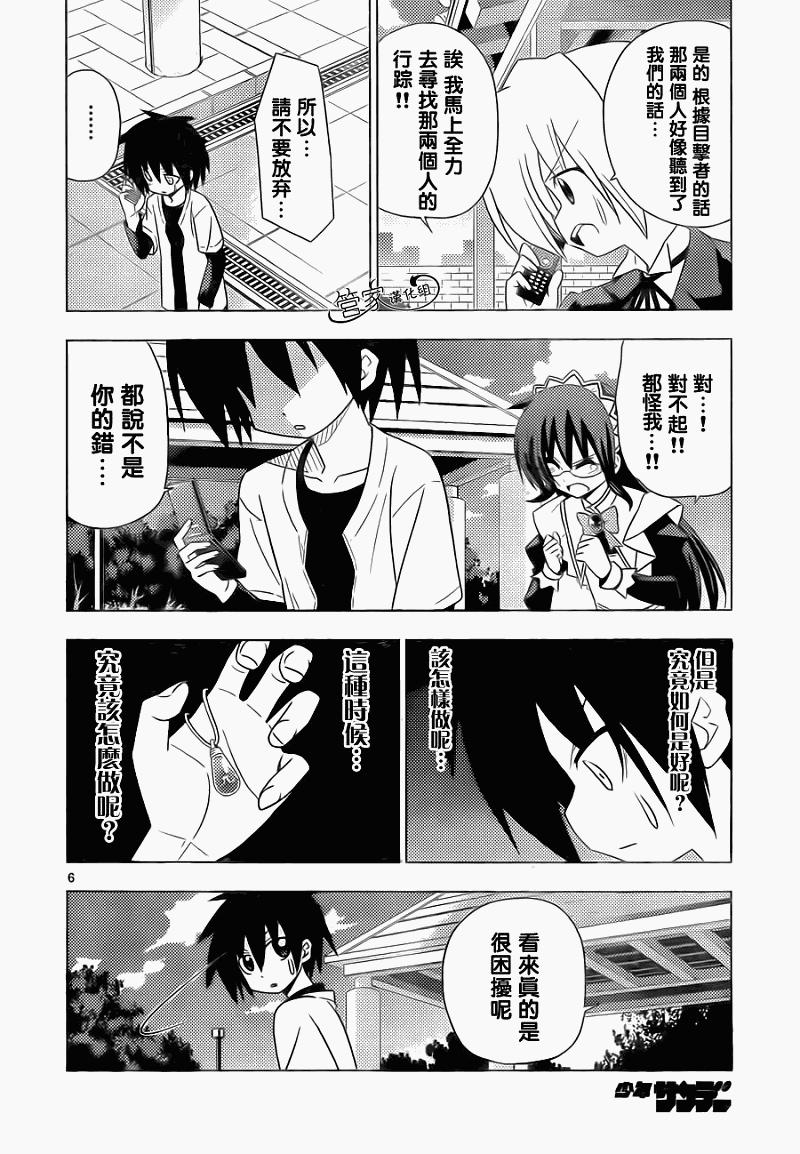 是的 根據目擊者的話
那兩個人好像聽到了
我們的話…
誒 我馬上全力
去尋找那兩個人的
行踪!!
所以…
請不要放弃…
……
管家
漢化組
對…!
對不起!!
都怪我…!!
都說不是
你的錯…
但是
究竟如何是好呢?
該怎樣做呢…
這種時候…
究竟該怎麼做呢?
6
看來眞的是
很困擾呢
少年サンデー